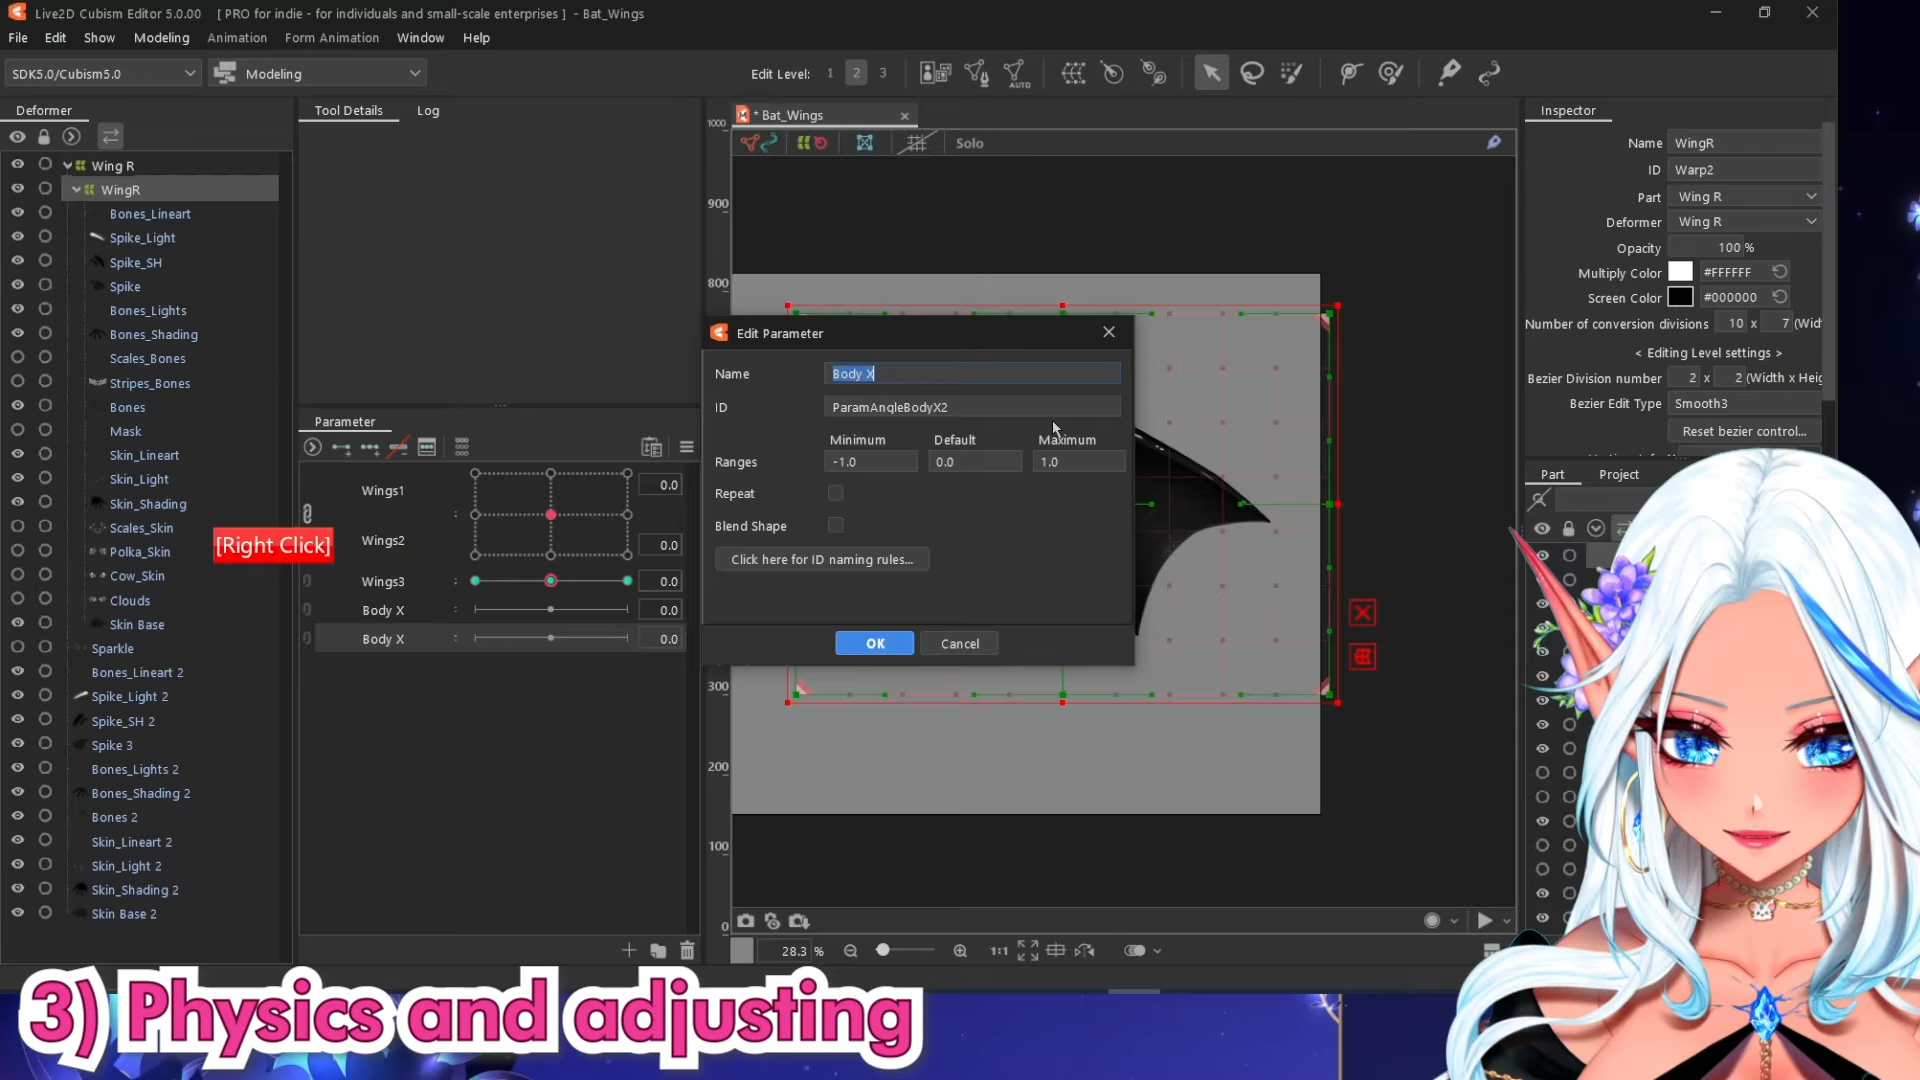 Live2D Cubism Editor 5.0.00 [ PRO for indie - for individuals and small-scale enterprises ] - Bat_Wings
File Edit Show Modeling Animation Form Animation Window Help
SDK5.0/Cubism5.0 Modeling Edit Level: 1 2 3 AUTO
Deformer
Wing R
WingR
Bones_Lineart
Spike_Light
Spike_SH
Spike
Bones_Lights
Bones_Shading
Scales_Bones
Stripes_Bones
Bones
Mask
Skin_Lineart
Skin_Light
Skin_Shading
Scales_Skin
Polka_Skin
Cow_Skin
Clouds
Skin Base
Sparkle
Bones_Lineart 2
Spike_Light 2
Spike_SH 2
Spike 3
Bones_Lights 2
Bones_Shading 2
Bones 2
Skin_Lineart 2
Skin_Light 2
Skin_Shading 2
Skin Base 2
[Right Click]
Tool Details Log
Parameter
Wings1 : 0.0
Wings2 0.0
Wings3 : 0.0
Body X : 0.0
Body X : 0.0
* Bat_Wings
Solo
1000
900
800
300
200
100
0
Edit Parameter
Name Body X
ID ParamAngleBodyX2
Minimum Default Maximum
Ranges -1.0 0.0 1.0
Repeat
Blend Shape
Click here for ID naming rules...
OK Cancel
28.3 % 1:1
Inspector
Name WingR
ID Warp2
Part Wing R
Deformer Wing R
Opacity 100 %
Multiply Color #FFFFFF
Screen Color #000000
Number of conversion divisions 10 x 7 (Wid
< Editing Level settings >
Bezier Division number 2 x 2 (Width x Heig
Bezier Edit Type Smooth3
Reset bezier control...
Part Project
3) Physics and adjusting